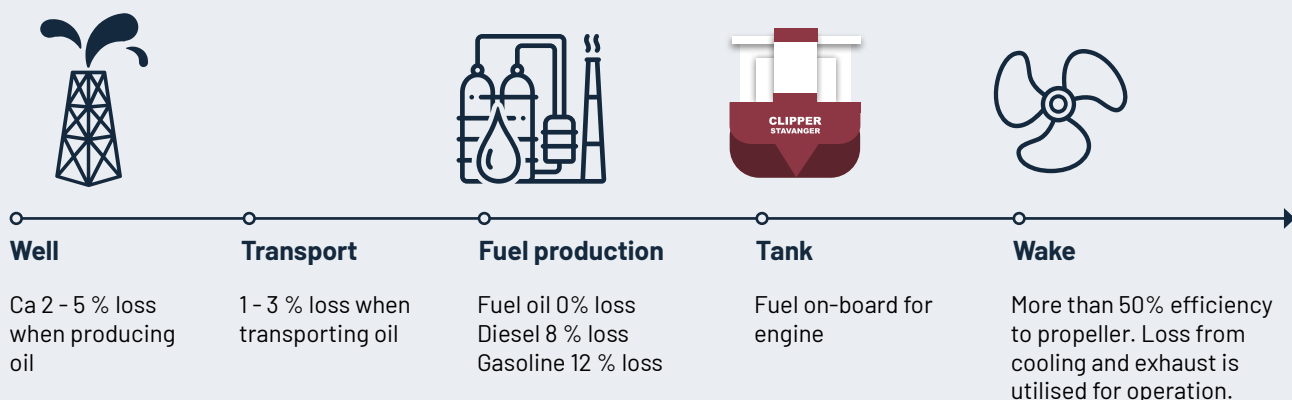 CLIPPER
STAVANGER
Well
Ca 2 - 5 % loss
when producing
oil
Transport
1 - 3 % loss when
transporting oil
Fuel production
Fuel oil 0% loss
Diesel 8 % loss
Gasoline 12 % loss
Tank
Fuel on-board for
engine
Wake
More than 50% efficiency
to propeller. Loss from
cooling and exhaust is
utilised for operation.